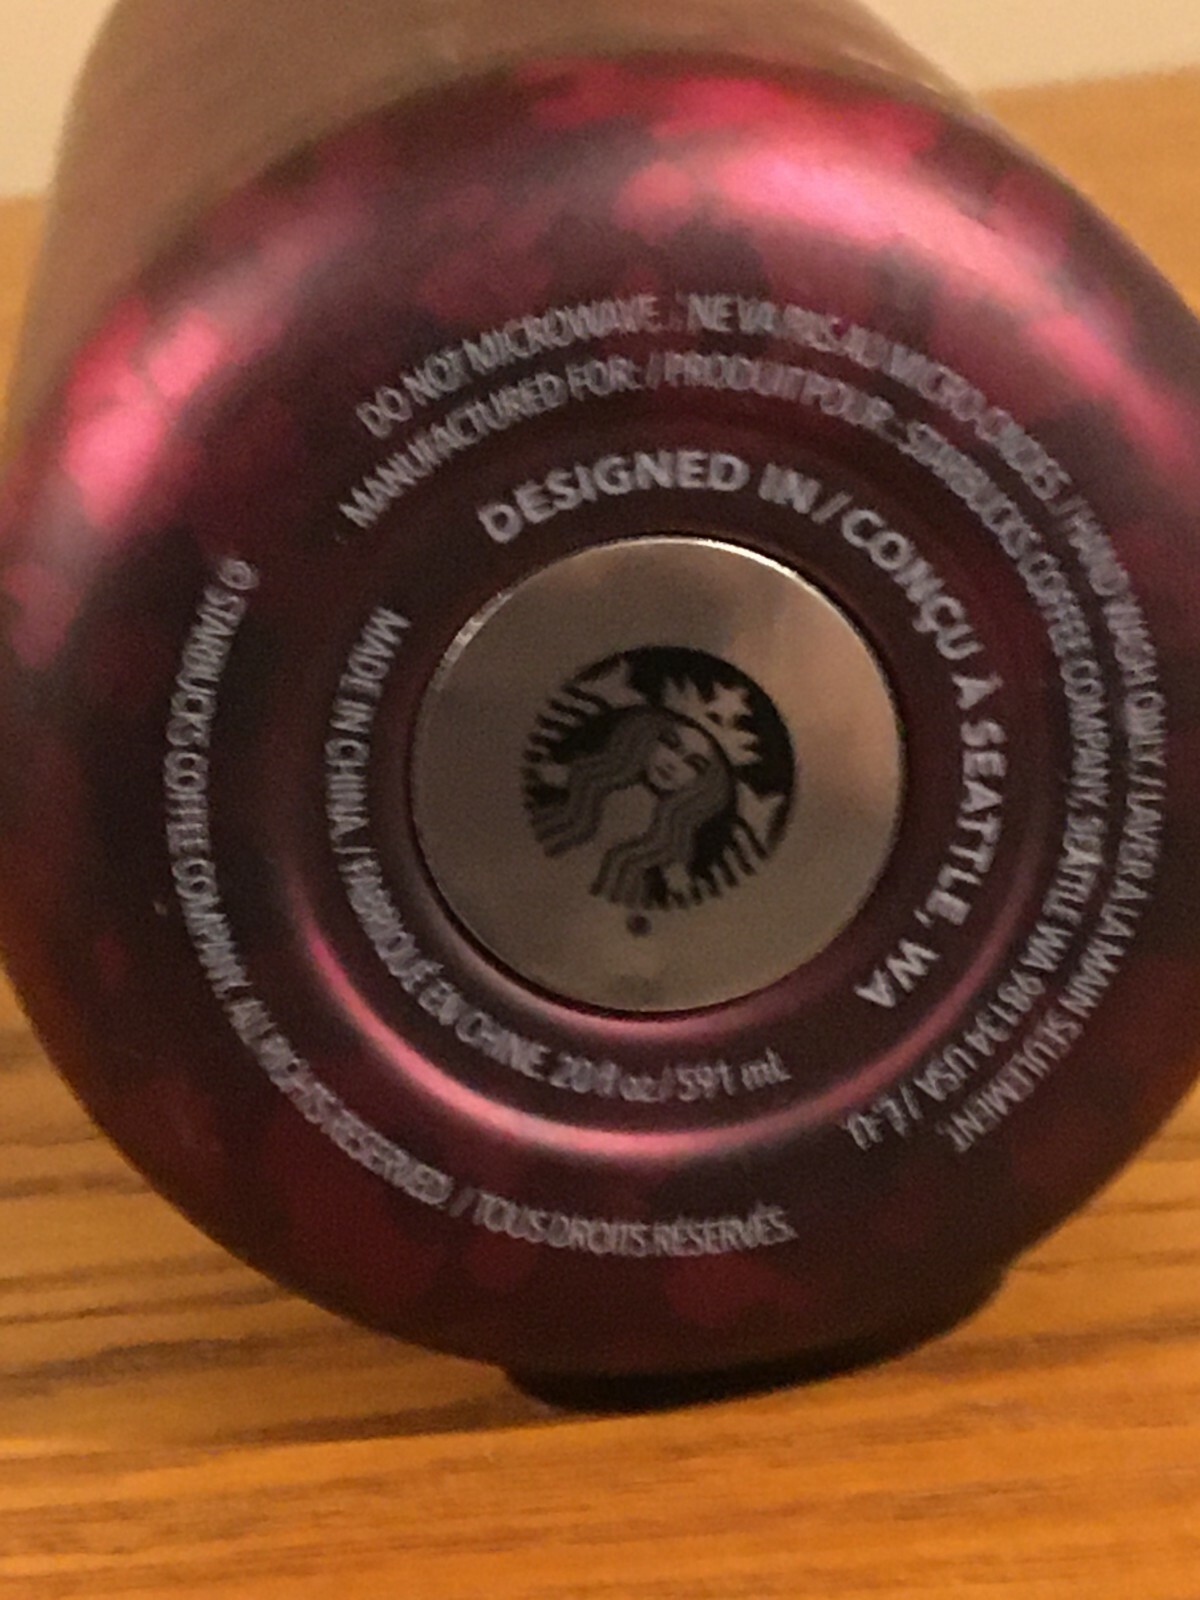 DO NOT MICROWAVE. / NE VA PAS AU MICRO-ONDES. / HAND WASH ONLY. / LAVER A LA MAIN SEULEMENT.
MANUFACTURED FOR: / PRODUIT POUR: STARBUCKS COFFEE COMPANY, SEATTLE WA 98134 USA / É.-U.
DESIGNED IN / CONÇU À SEATTLE, WA
MADE IN CHINA. / FABRIQUÉ EN CHINE. 20 fl oz / 591 mL
© STARBUCKS COFFEE COMPANY. ALL RIGHTS RESERVED. / TOUS DROITS RÉSERVÉS.